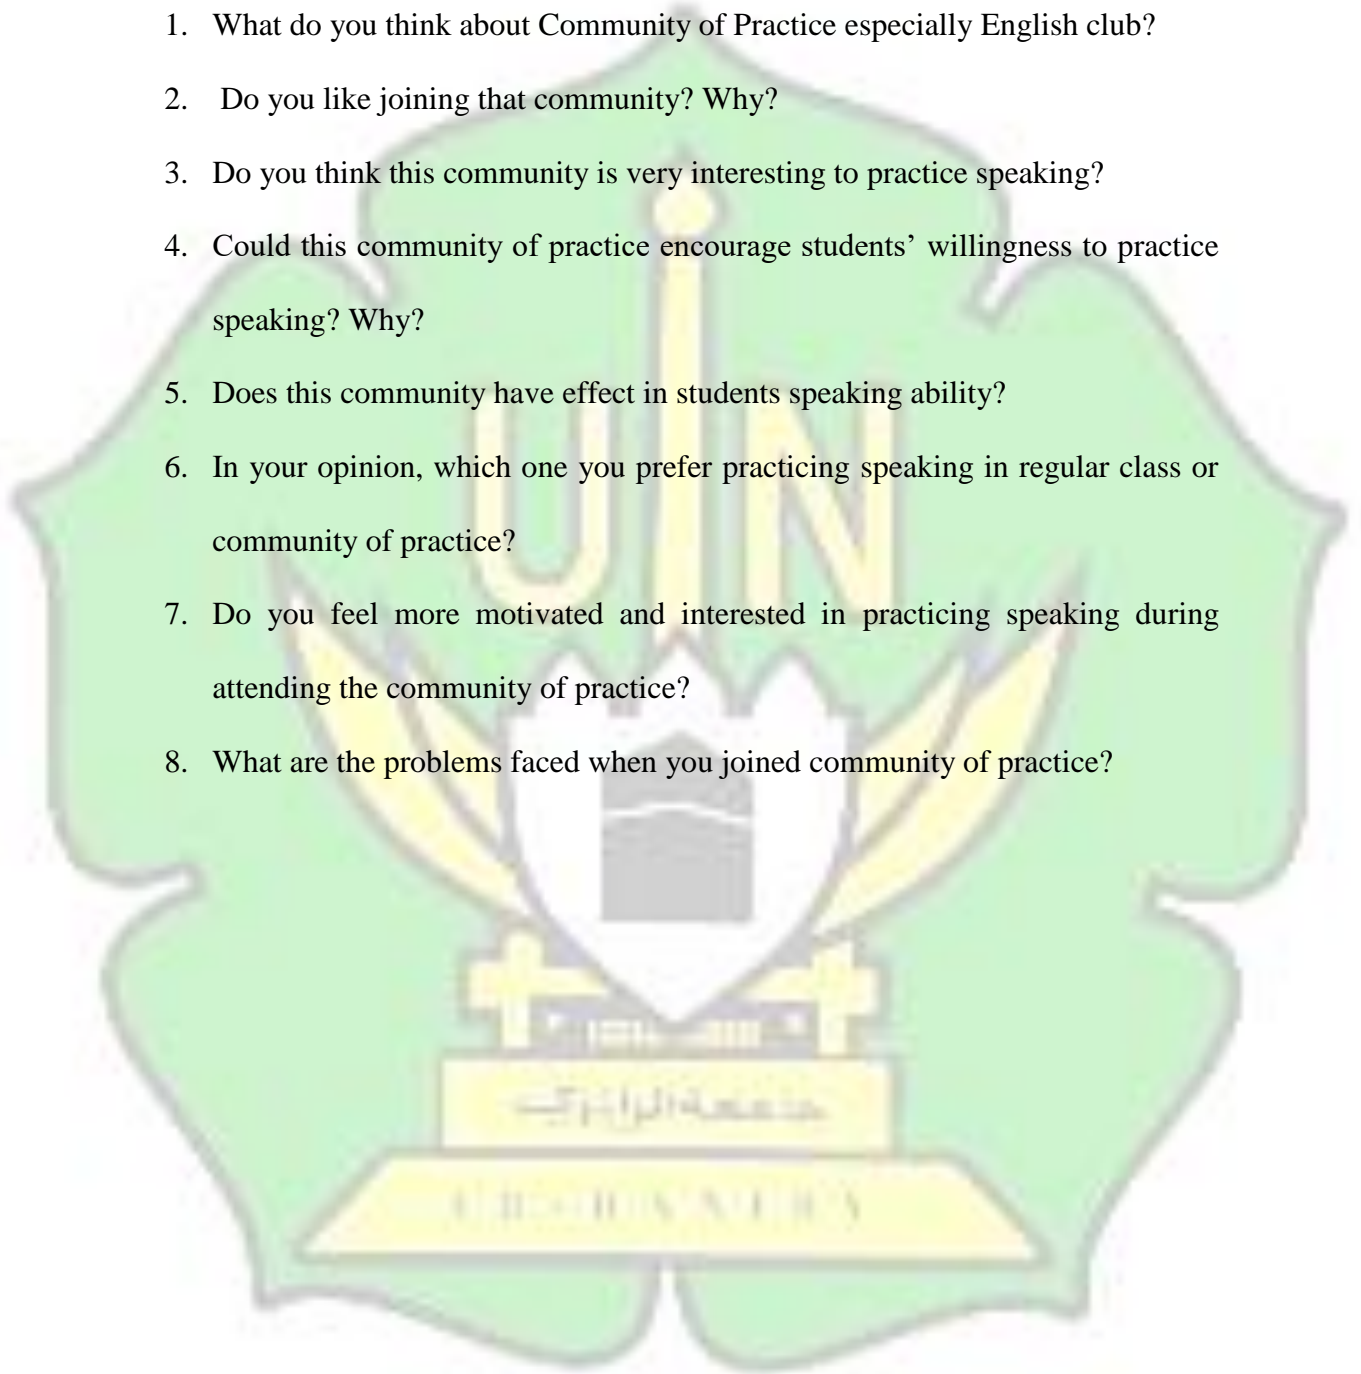 1. What do you think about Community of Practice especially English club?
2. Do you like joining that community? Why?
3. Do you think this community is very interesting to practice speaking?
4. Could this community of practice encourage students’ willingness to practice
speaking? Why?
5. Does this community have effect in students speaking ability?
6. In your opinion, which one you prefer practicing speaking in regular class or
community of practice?
7. Do you feel more motivated and interested in practicing speaking during
attending the community of practice?
8. What are the problems faced when you joined community of practice?
UIN